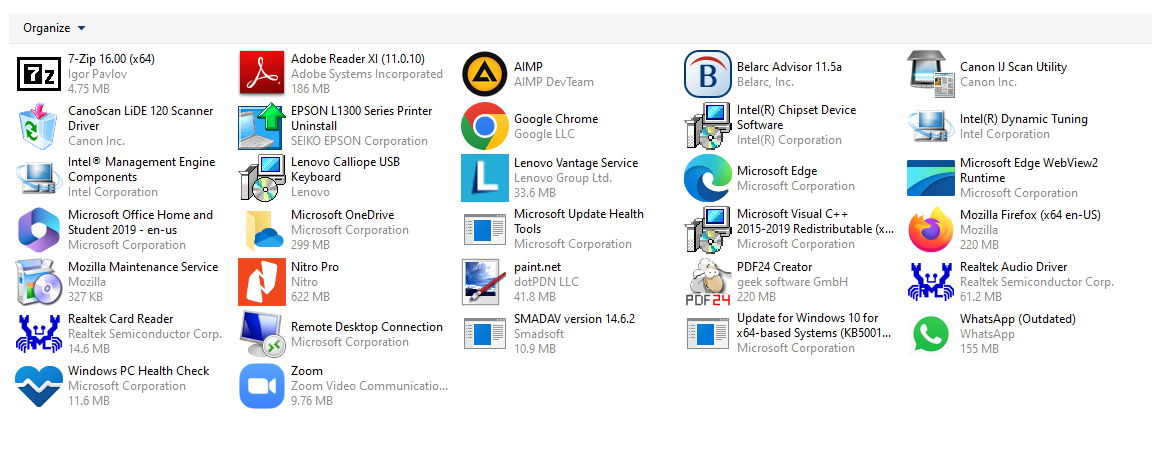 Organize
7-Zip 16.00 (x64)
Igor Pavlov
4.75 MB
Adobe Reader XI (11.0.10)
Adobe Systems Incorporated
186 MB
AIMP
AIMP DevTeam
B
Belarc Advisor 11.5a
Belarc, Inc.
Canon IJ Scan Utility
Canon Inc.
CanoScan LiDE 120 Scanner
Driver
Canon Inc.
EPSON L1300 Series Printer
Uninstall
SEIKO EPSON Corporation
Google Chrome
Google LLC
Intel(R) Chipset Device
Software
Intel(R) Corporation
Intel(R) Dynamic Tuning
Intel Corporation
Intel® Management Engine
Components
Intel Corporation
Lenovo Calliope USB
Keyboard
Lenovo
L
Lenovo Vantage Service
Lenovo Group Ltd.
33.6 MB
Microsoft Edge
Microsoft Corporation
Microsoft Edge WebView2
Runtime
Microsoft Corporation
Microsoft Office Home and
Student 2019 - en-us
Microsoft Corporation
Microsoft OneDrive
Microsoft Corporation
299 MB
Microsoft Update Health
Tools
Microsoft Corporation
Microsoft Visual C++
2015-2019 Redistributable (x...
Microsoft Corporation
Mozilla Firefox (x64 en-US)
Mozilla
220 MB
Mozilla Maintenance Service
Mozilla
327 KB
Nitro Pro
Nitro
622 MB
paint.net
dotPDN LLC
41.8 MB
PDF24
PDF24 Creator
geek software GmbH
220 MB
Realtek Audio Driver
Realtek Semiconductor Corp.
61.2 MB
Realtek Card Reader
Realtek Semiconductor Corp.
14.6 MB
Remote Desktop Connection
Microsoft Corporation
SMADAV version 14.6.2
Smadsoft
10.9 MB
Update for Windows 10 for
x64-based Systems (KB5001...
Microsoft Corporation
WhatsApp (Outdated)
WhatsApp
155 MB
Windows PC Health Check
Microsoft Corporation
11.6 MB
Zoom
Zoom Video Communicatio...
9.76 MB